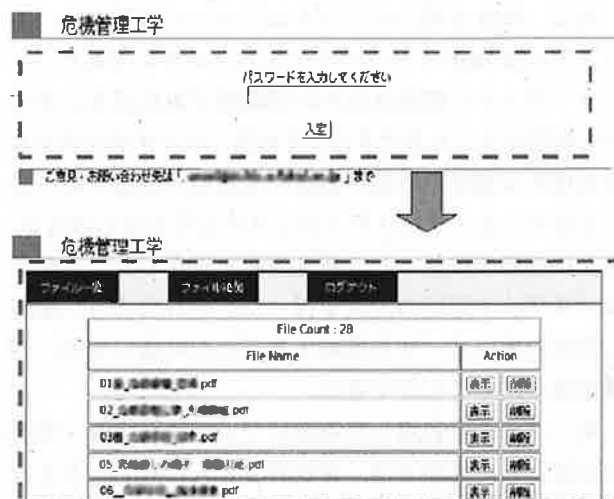 危機管理工学
パスワードを入力してください
入室
ご意見・お問い合わせ先は「 」まで
危機管理工学
ファイル一覧 ファイル追加 ログアウト
File Count : 28
File Name Action
01 .pdf 表示 削除
02_ .pdf 表示 削除
03 .pdf 表示 削除
05_ .pdf 表示 削除
06__ .pdf 表示 削除